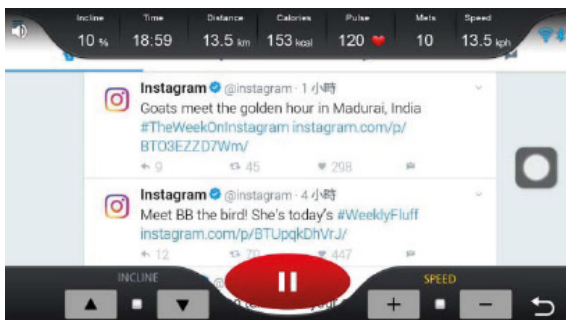 Incline Time Distance Calories Pulse Mets Speed
10 % 18:59 13.5 km 153 kcal 120 10 13.5 kph
Instagram @instagram · 1 小時
Goats meet the golden hour in Madurai, India
#TheWeekOnInstagram instagram.com/p/
BTO3EZZD7Wm/
9 45 298
Instagram @instagram · 4 小時
Meet BB the bird! She's today's #WeeklyFluff
instagram.com/p/BTUpqkDhVrJ/
12 70 447
INCLINE SPEED